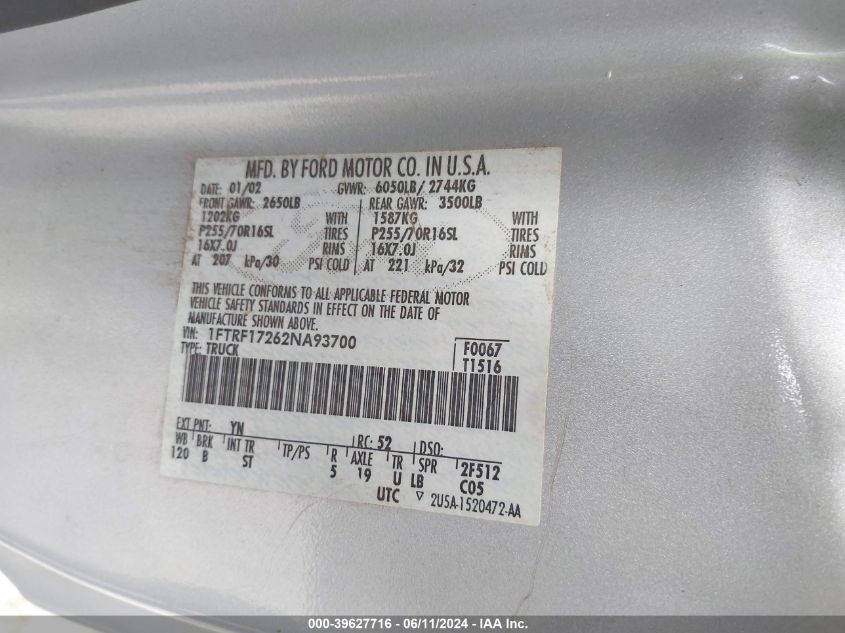 MFD. BY FORD MOTOR CO. IN U.S.A.
DATE: 01/02 GVWR: 6050LB/ 2744KG
FRONT GAWR: 2650LB REAR GAWR: 3500LB
1202KG WITH 1587KG WITH
P255/70R16SL TIRES P255/70R16SL TIRES
16X7.0J RIMS 16X7.0J RIMS
AT 207 kPa/30 PSI COLD AT 221 kPa/32 PSI COLD
THIS VEHICLE CONFORMS TO ALL APPLICABLE FEDERAL MOTOR
VEHICLE SAFETY STANDARDS IN EFFECT ON THE DATE OF
MANUFACTURE SHOWN ABOVE.
VIN: 1FTRF17262NA93700 F0067
TYPE: TRUCK T1516
EXT PNT: YN RC: 52 DSO:
WB BRK INT TR TP/PS R AXLE TR SPR 2F512
120 B ST 5 19 U LB C05
UTC ▽ 2U5A-1520472-AA
000-39627716 - 06/11/2024 - IAA Inc.